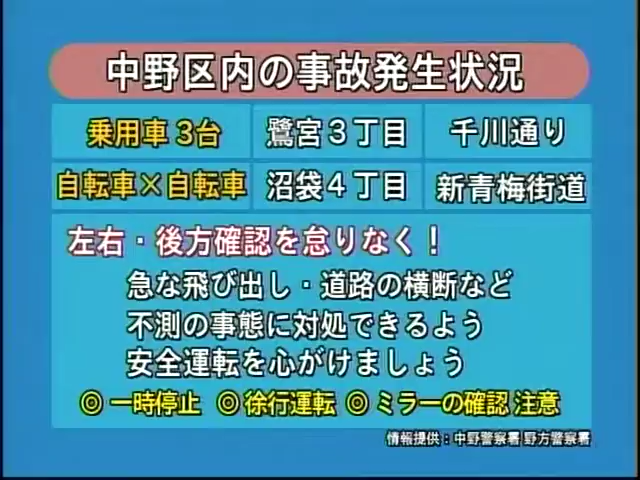 中野区内の事故発生状況
乗用車3台 鷺宮3丁目 千川通り
自転車×自転車 沼袋4丁目 新青梅街道
左右・後方確認を怠りなく！
急な飛び出し・道路の横断など
不測の事態に対処できるよう
安全運転を心がけましょう
◎一時停止 ◎徐行運転 ◎ミラーの確認 注意
情報提供：中野警察署 野方警察署